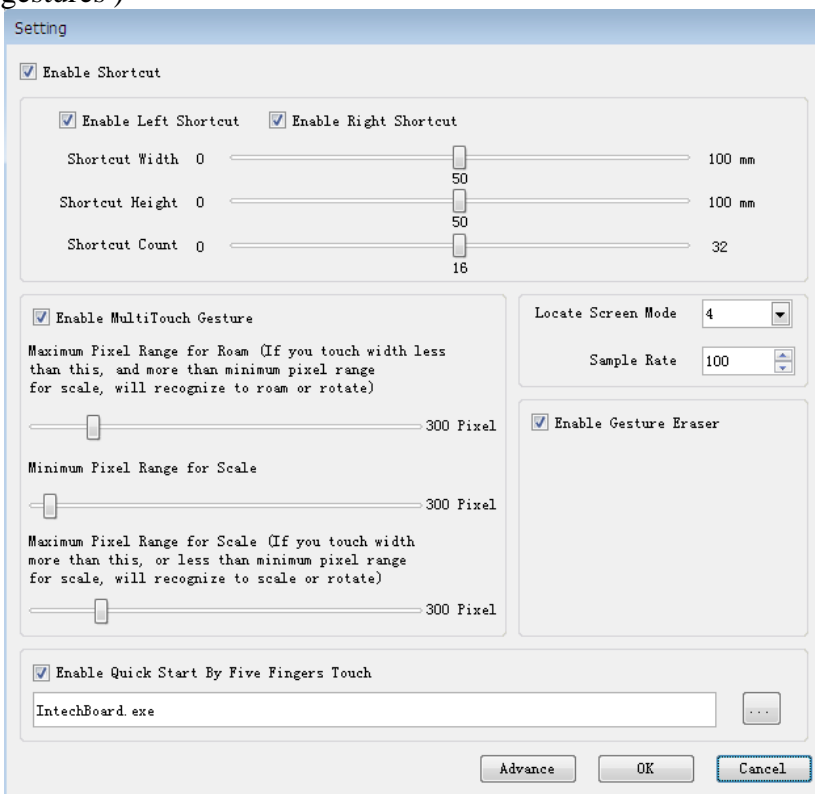 gestures )
Setting
Enable Shortcut
Enable Left Shortcut Enable Right Shortcut
Shortcut Width 0 100 mm
50
Shortcut Height 0 100 mm
50
Shortcut Count 0 32
16
Enable MultiTouch Gesture
Maximum Pixel Range for Roam (If you touch width less
than this, and more than minimum pixel range
for scale, will recognize to roam or rotate)
300 Pixel
Minimum Pixel Range for Scale
300 Pixel
Maximum Pixel Range for Scale (If you touch width
more than this, or less than minimum pixel range
for scale, will recognize to scale or rotate)
300 Pixel
Locate Screen Mode 4
Sample Rate 100
Enable Gesture Eraser
Enable Quick Start By Five Fingers Touch
IntechBoard.exe ...
Advance OK Cancel